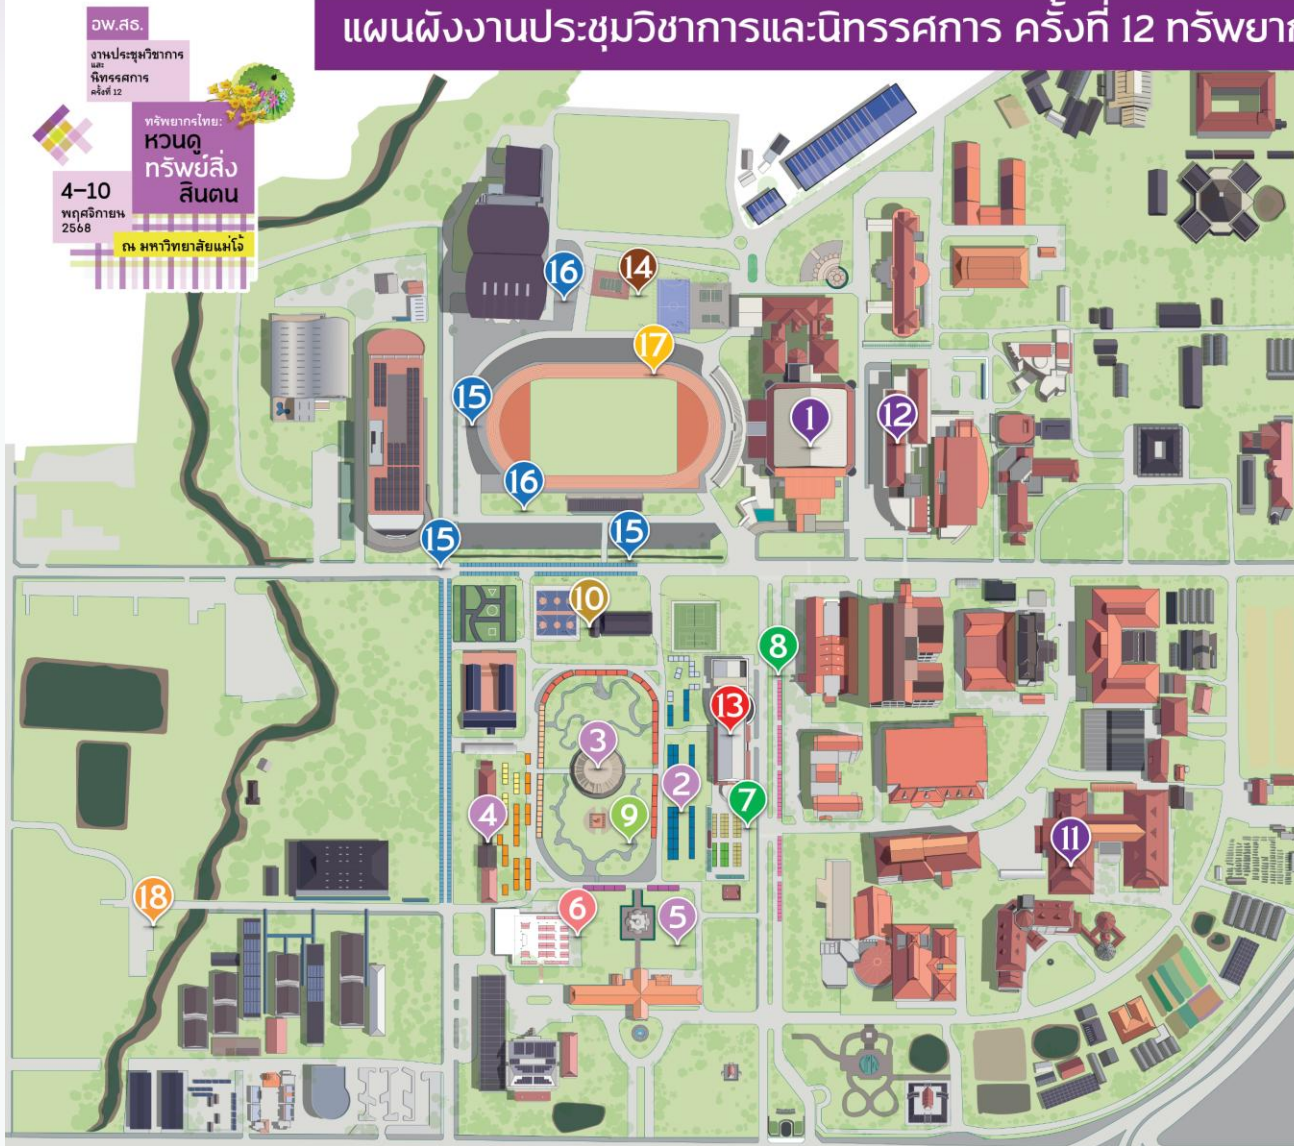 แผนผังงานประชุมวิชาการและนิทรรศการ ครั้งที่ 12 ทรัพยาก
อพ.สธ.
งานประชุมวิชาการ
และ
นิทรรศการ
ครั้งที่ 12
ทรัพยากรไทย:
หวนดู
ทรัพย์สิ่ง
สินตน
4-10
พฤศจิกายน
2568
ณ มหาวิทยาลัยแม่โจ้
16
14
17
15
1
12
16
15
15
10
8
13
3
2
7
4
9
11
18
6
5